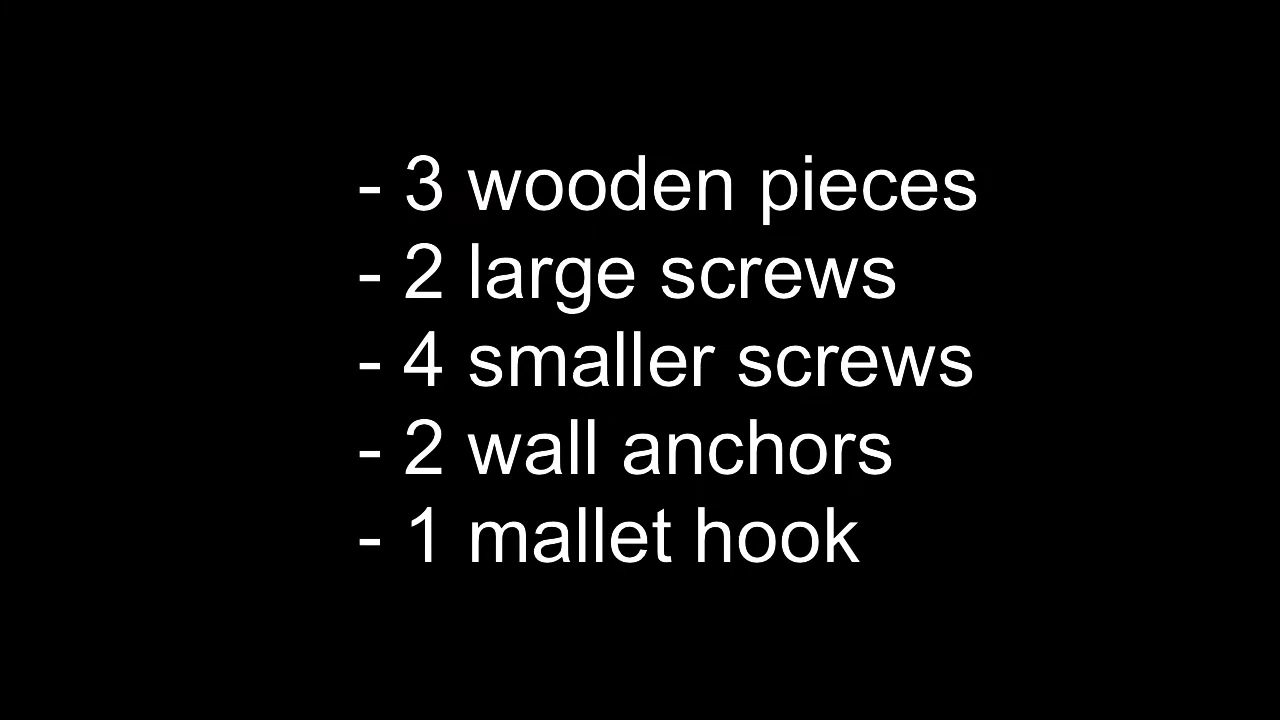 - 3 wooden pieces
- 2 large screws
- 4 smaller screws
- 2 wall anchors
- 1 mallet hook